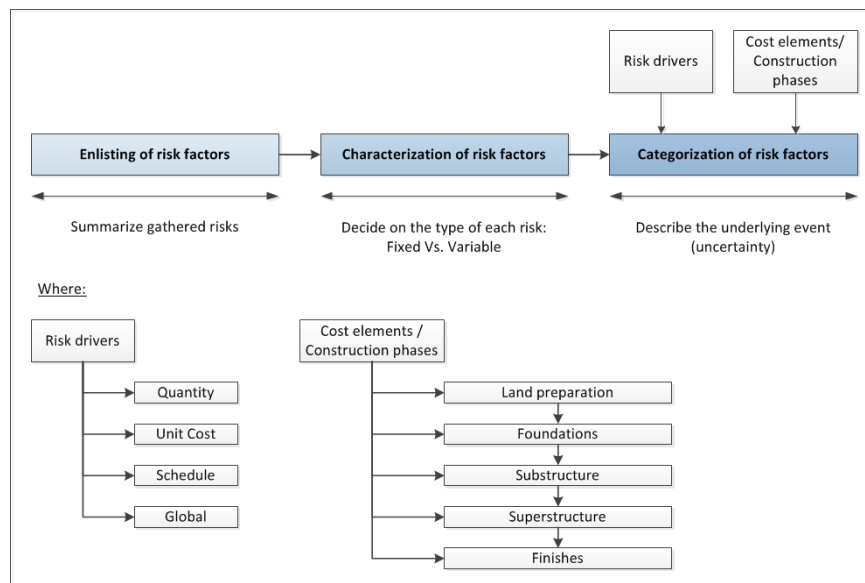 Risk drivers
Cost elements/
Construction
phases
Enlisting of risk factors
Characterization of risk factors
Categorization of risk factors
Summarize gathered risks
Decide on the type of each risk:
Fixed Vs. Variable
Describe the underlying event
(uncertainty)
Where:
Risk drivers
Quantity
Unit Cost
Schedule
Global
Cost elements /
Construction phases
Land preparation
Foundations
Substructure
Superstructure
Finishes